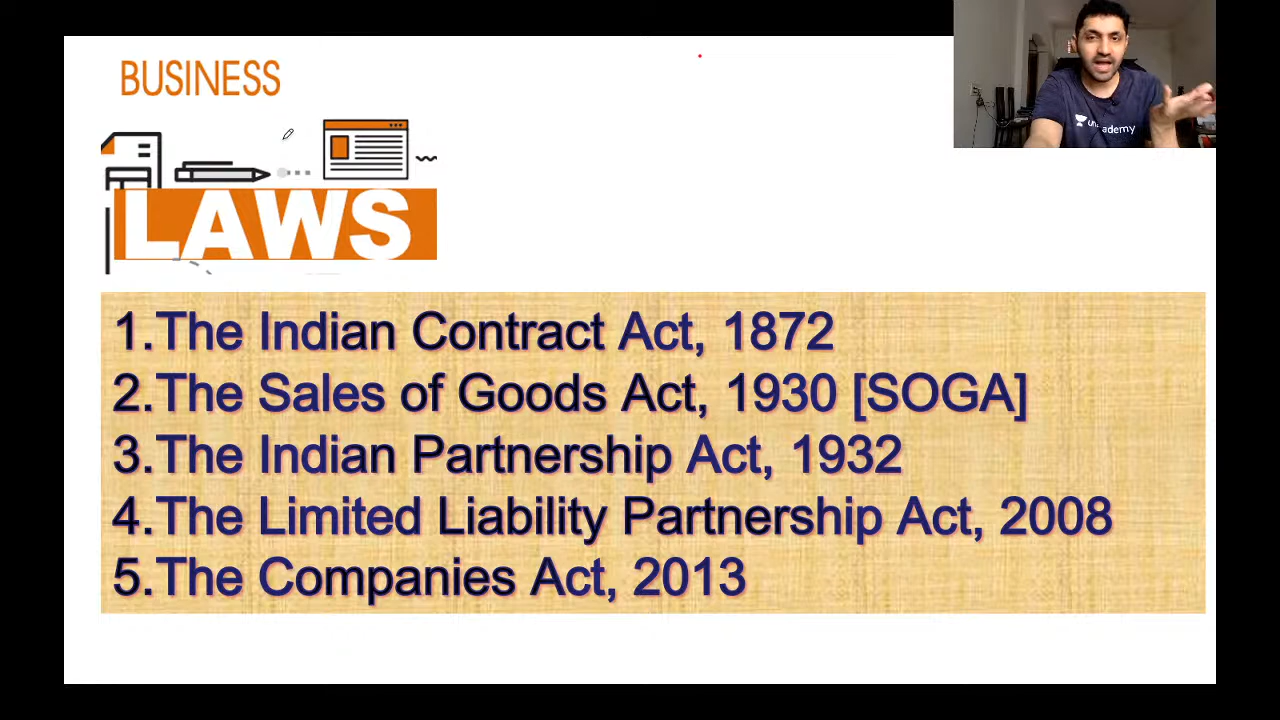 BUSINESS
LAWS
unacademy
1.The Indian Contract Act, 1872
2.The Sales of Goods Act, 1930 [SOGA]
3.The Indian Partnership Act, 1932
4.The Limited Liability Partnership Act, 2008
5.The Companies Act, 2013